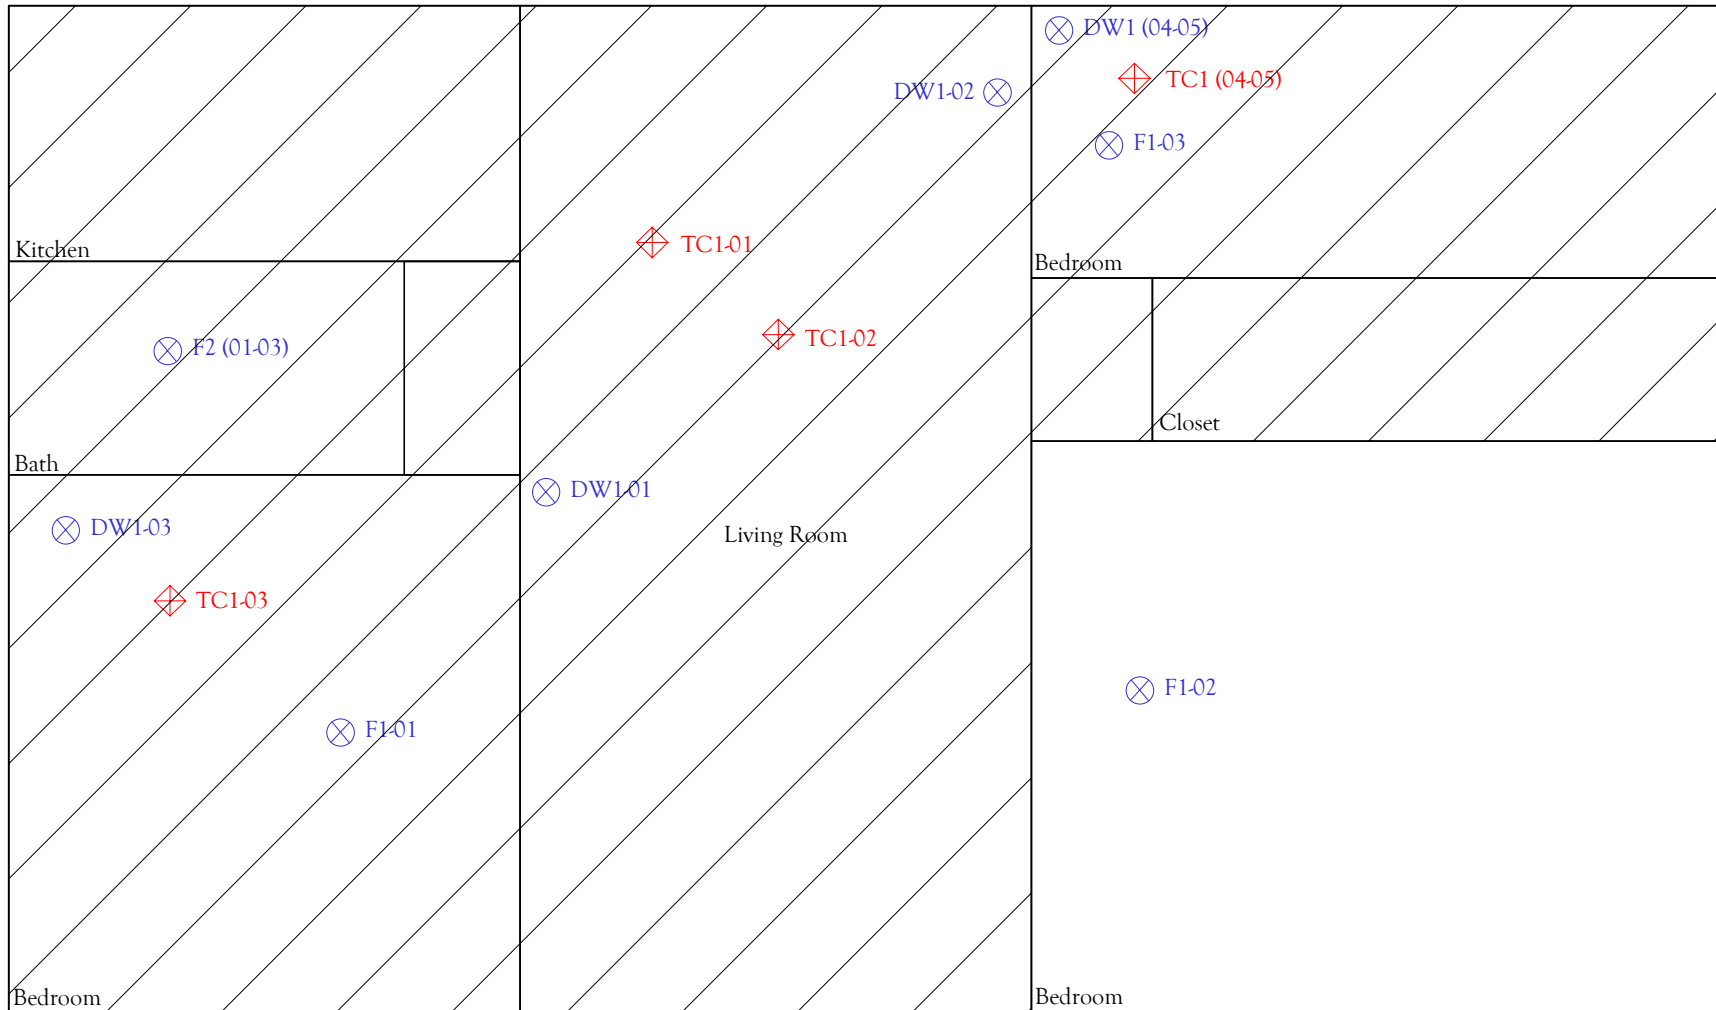 DW1 (04-05)
TC1 (04-05)
DW1-02
F1-03
Kitchen
TC1-01
Bedroom
TC1-02
F2 (01-03)
Closet
Bath
DW1-01
DW1-03
Living Room
TC1-03
F1-02
F1-01
Bedroom
Bedroom